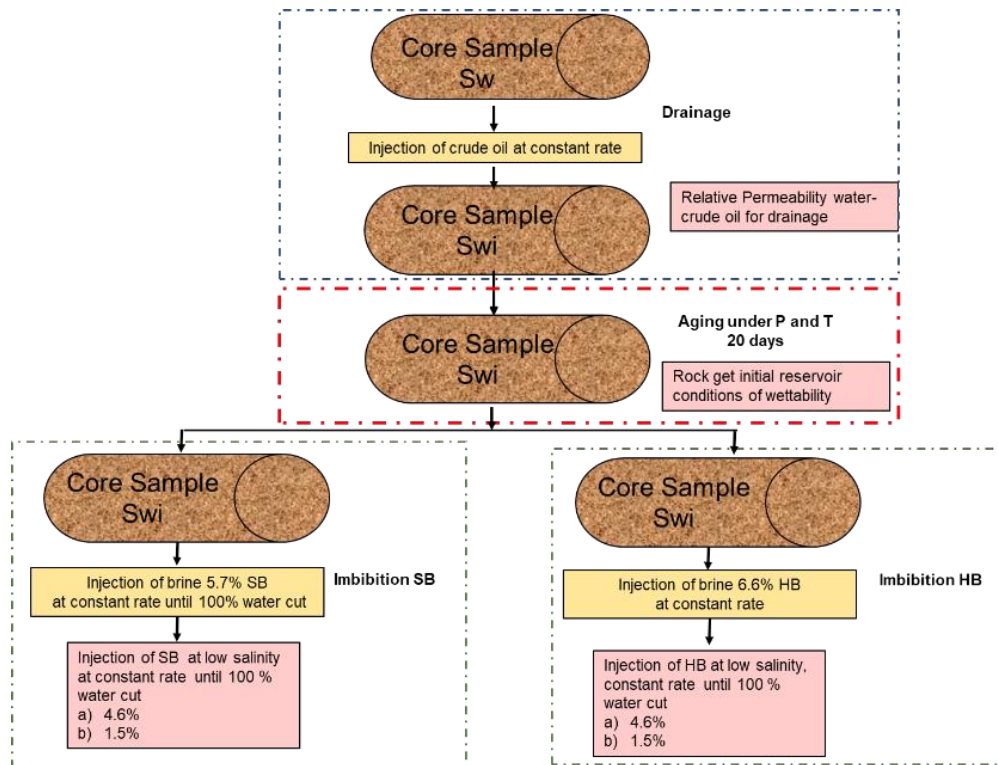 Core Sample
Sw
Drainage
Injection of crude oil at constant rate
Relative Permeability water-
crude oil for drainage
Core Sample
Swi
Aging under P and T
20 days
Core Sample
Swi
Rock get initial reservoir
conditions of wettability
Core Sample
Swi
Injection of brine 5.7% SB
at constant rate until 100% water cut
Imbibition SB
Injection of SB at low salinity
at constant rate until 100 %
water cut
a) 4.6%
b) 1.5%
Core Sample
Swi
Injection of brine 6.6% HB
at constant rate
Imbibition HB
Injection of HB at low salinity,
constant rate until 100 %
water cut
a) 4.6%
b) 1.5%